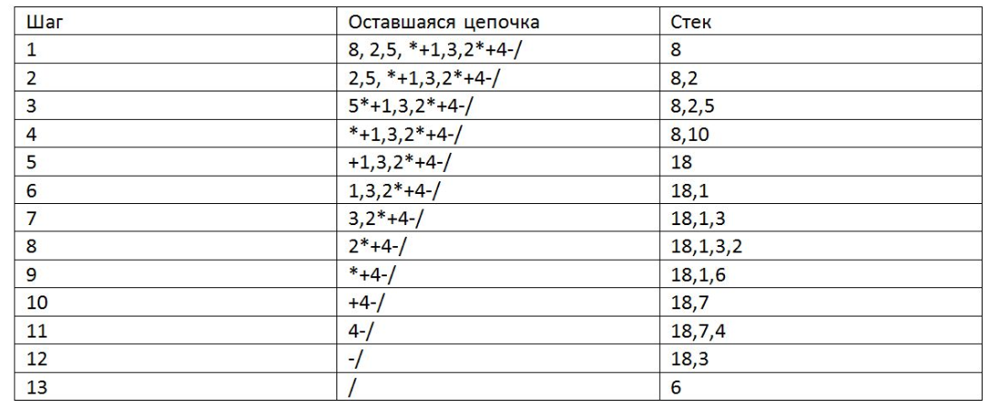 Шаг Оставшаяся цепочка Стек
1 8, 2,5, *+1,3,2*+4-/ 8
2 2,5, *+1,3,2*+4-/ 8,2
3 5*+1,3,2*+4-/ 8,2,5
4 *+1,3,2*+4-/ 8,10
5 +1,3,2*+4-/ 18
6 1,3,2*+4-/ 18,1
7 3,2*+4-/ 18,1,3
8 2*+4-/ 18,1,3,2
9 *+4-/ 18,1,6
10 +4-/ 18,7
11 4-/ 18,7,4
12 -/ 18,3
13 / 6